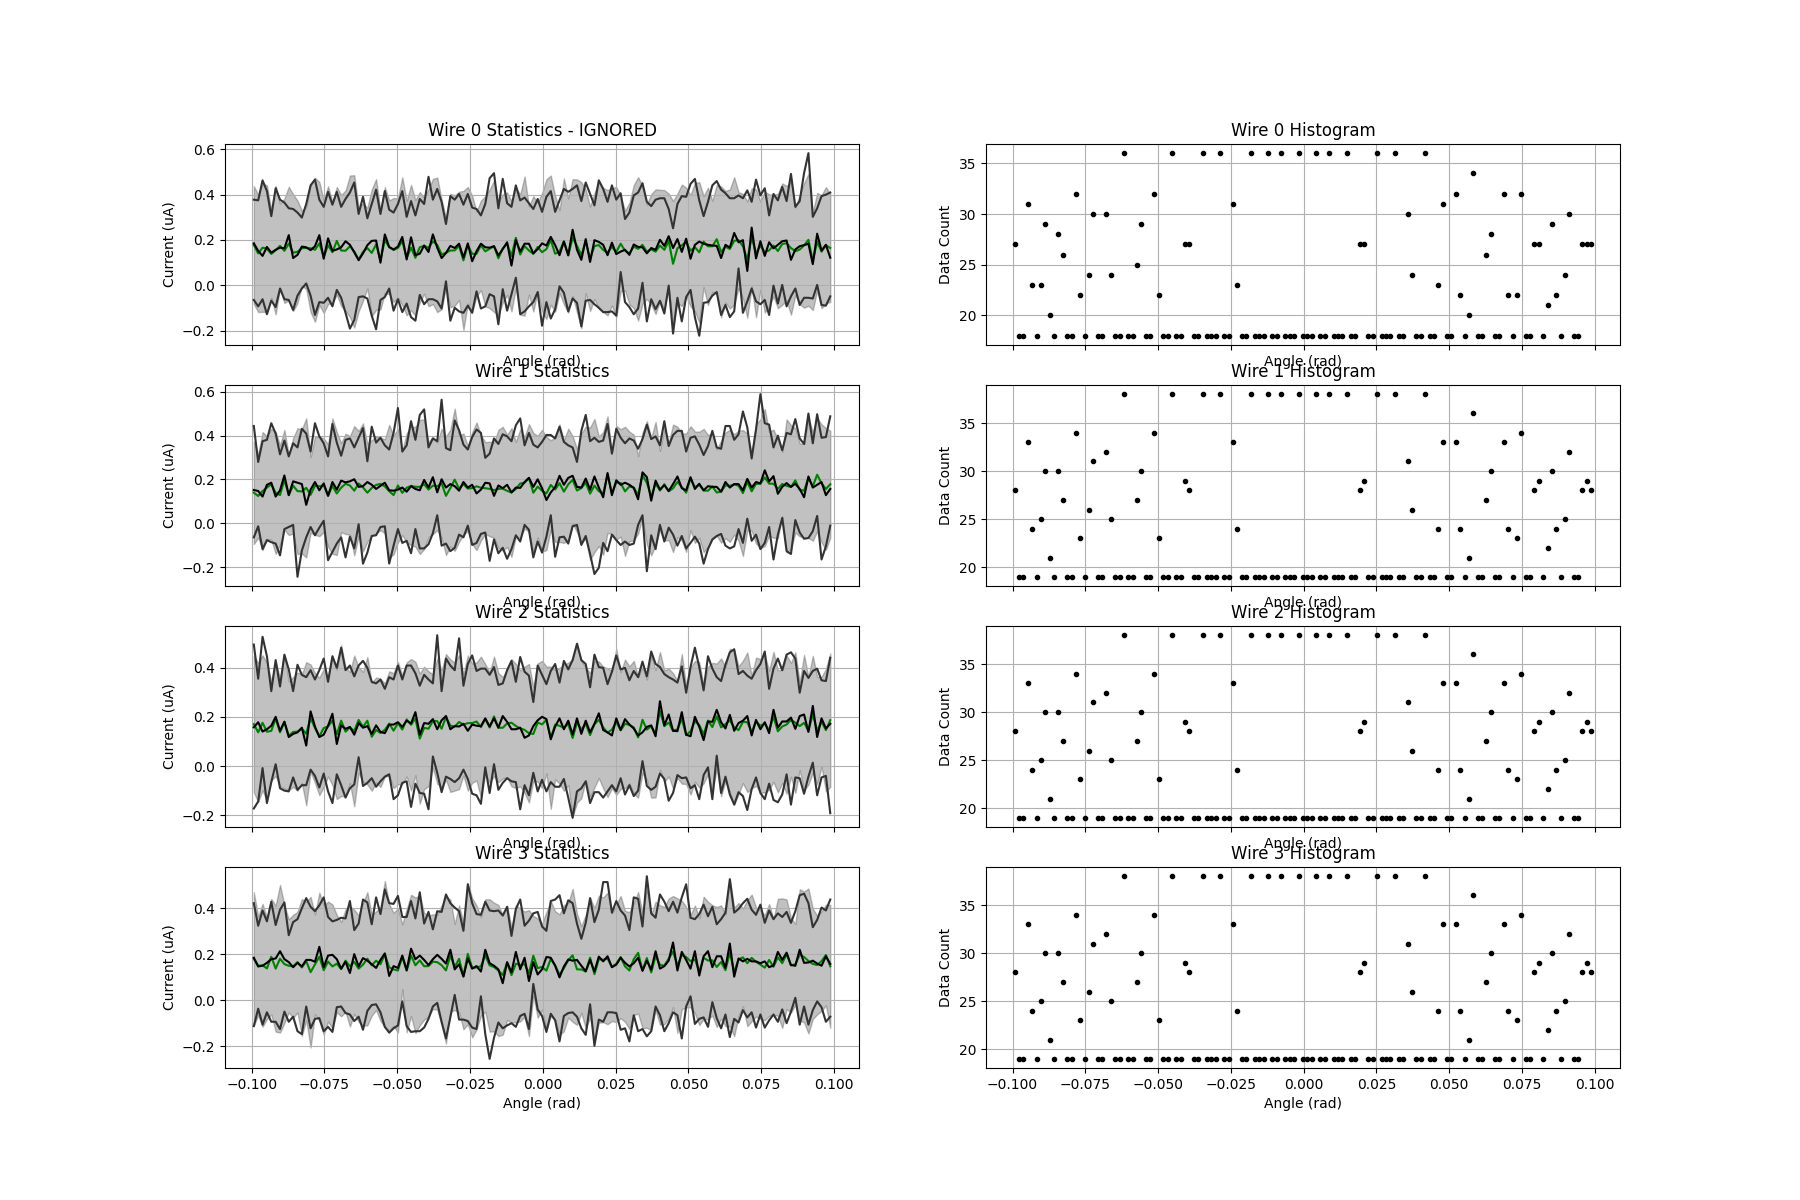 Wire 0 Statistics - IGNORED
Current (uA)
0.6
0.4
0.2
0.0
−0.2
Angle (rad)
Wire 0 Histogram
Data Count
35
30
25
20
Angle (rad)
Wire 1 Statistics
Current (uA)
0.6
0.4
0.2
0.0
−0.2
Angle (rad)
Wire 1 Histogram
Data Count
35
30
25
20
Angle (rad)
Wire 2 Statistics
Current (uA)
0.4
0.2
0.0
−0.2
Angle (rad)
Wire 2 Histogram
Data Count
35
30
25
20
Angle (rad)
Wire 3 Statistics
Current (uA)
0.4
0.2
0.0
−0.2
−0.100 −0.075 −0.050 −0.025 0.000 0.025 0.050 0.075 0.100
Angle (rad)
Wire 3 Histogram
Data Count
35
30
25
20
−0.100 −0.075 −0.050 −0.025 0.000 0.025 0.050 0.075 0.100
Angle (rad)